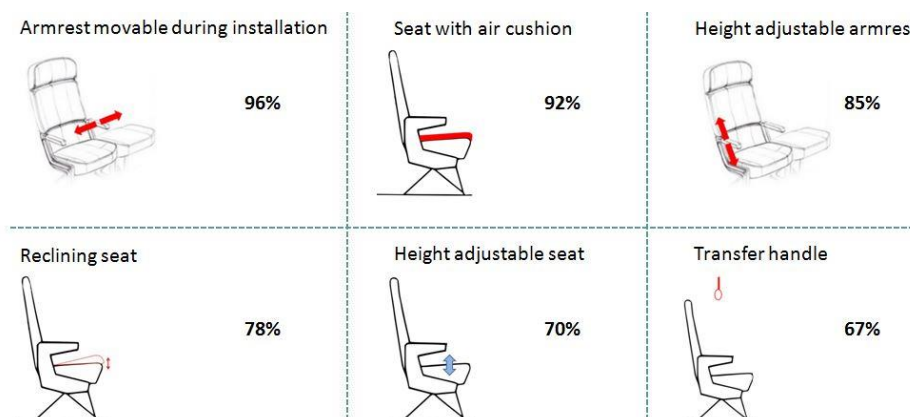 Armrest movable during installation
96%
Seat with air cushion
92%
Height adjustable armres
85%
Reclining seat
78%
Height adjustable seat
70%
Transfer handle
67%